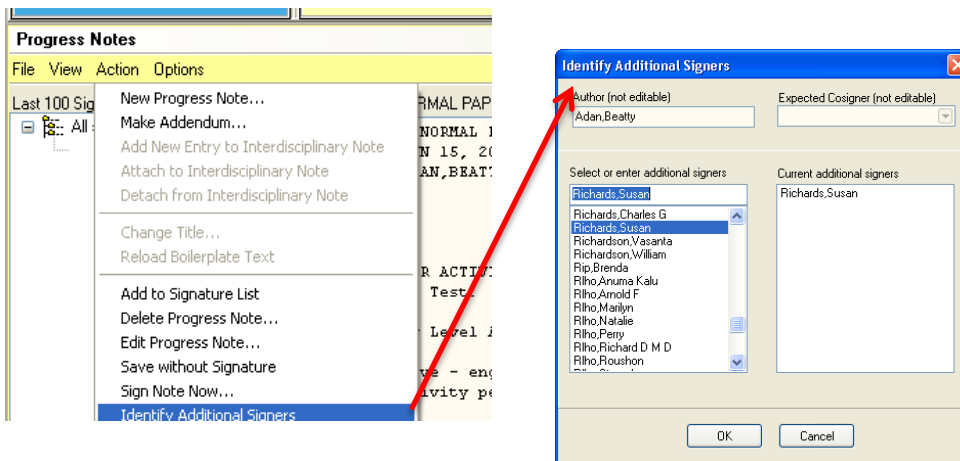 Progress Notes
File View Action Options
Last 100 Sig
All
New Progress Note...
Make Addendum...
Add New Entry to Interdisciplinary Note
Attach to Interdisciplinary Note
Detach from Interdisciplinary Note
Change Title...
Reload Boilerplate Text
Add to Signature List
Delete Progress Note...
Edit Progress Note...
Save without Signature
Sign Note Now...
Identify Additional Signers
RMAL PAP
NORMAL
N 15, 20
AN,BEAT
R ACTIV
Test
Level
ve - eng
ivity pe
Identify Additional Signers
Author (not editable)
Adan,Beatty
Expected Cosigner (not editable)
Select or enter additional signers
Richards,Susan
Richards,Charles G
Richards,Susan
Richardson,Vasanta
Richardson,William
Rip,Brenda
Rlho,Anuma Kalu
Rlho,Arnold F
Rlho,Marilyn
Rlho,Natalie
Rlho,Perry
Rlho,Richard D M D
Rlho,Roushon
Current additional signers
Richards,Susan
OK
Cancel